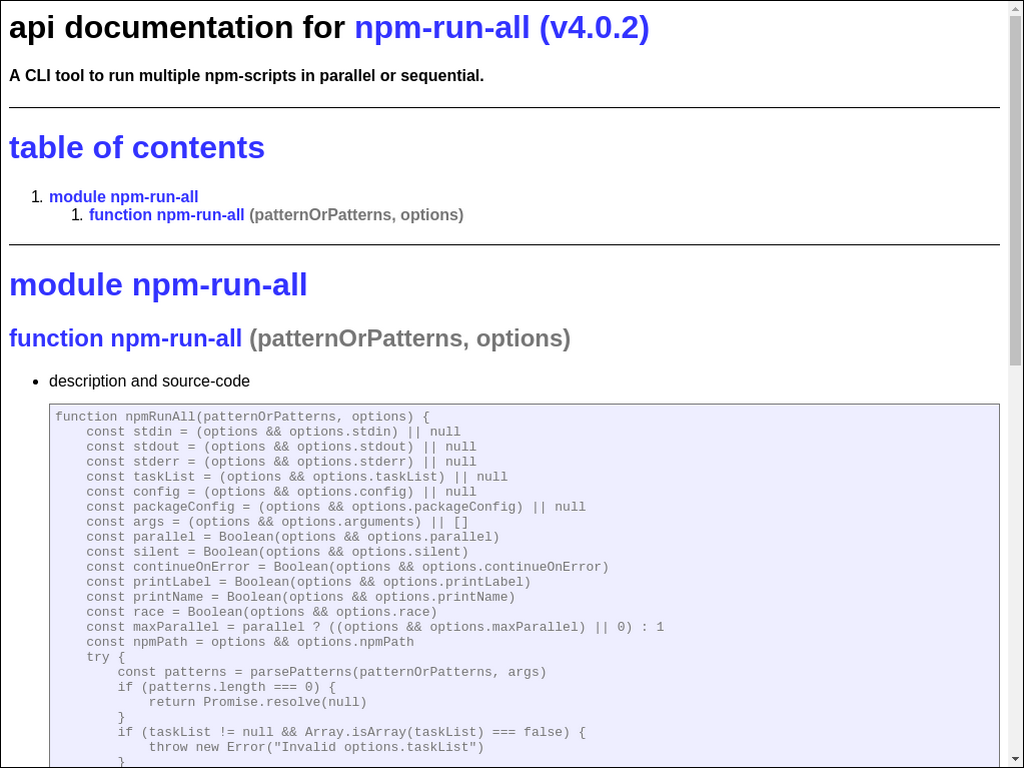 api documentation for npm-run-all (v4.0.2)
A CLI tool to run multiple npm-scripts in parallel or sequential.
table of contents
1. module npm-run-all
1. function npm-run-all (patternOrPatterns, options)
module npm-run-all
function npm-run-all (patternOrPatterns, options)
• description and source-code
function npmRunAll(patternOrPatterns, options) {
    const stdin = (options && options.stdin) || null
    const stdout = (options && options.stdout) || null
    const stderr = (options && options.stderr) || null
    const taskList = (options && options.taskList) || null
    const config = (options && options.config) || null
    const packageConfig = (options && options.packageConfig) || null
    const args = (options && options.arguments) || []
    const parallel = Boolean(options && options.parallel)
    const silent = Boolean(options && options.silent)
    const continueOnError = Boolean(options && options.continueOnError)
    const printLabel = Boolean(options && options.printLabel)
    const printName = Boolean(options && options.printName)
    const race = Boolean(options && options.race)
    const maxParallel = parallel ? ((options && options.maxParallel) || 0) : 1
    const npmPath = options && options.npmPath
    try {
        const patterns = parsePatterns(patternOrPatterns, args)
        if (patterns.length === 0) {
            return Promise.resolve(null)
        }
        if (taskList != null && Array.isArray(taskList) === false) {
            throw new Error("Invalid options.taskList")
        }